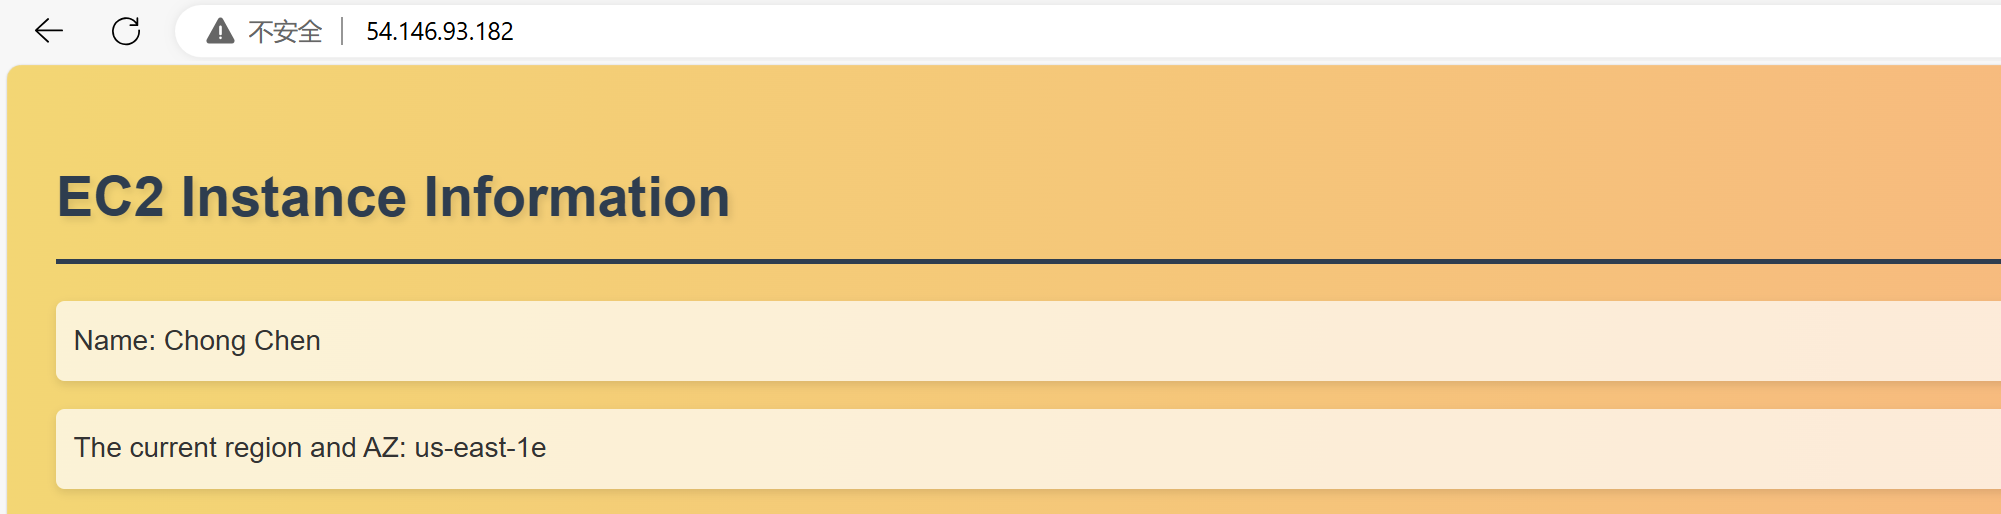 不安全 54.146.93.182
EC2 Instance Information
Name: Chong Chen
The current region and AZ: us-east-1e